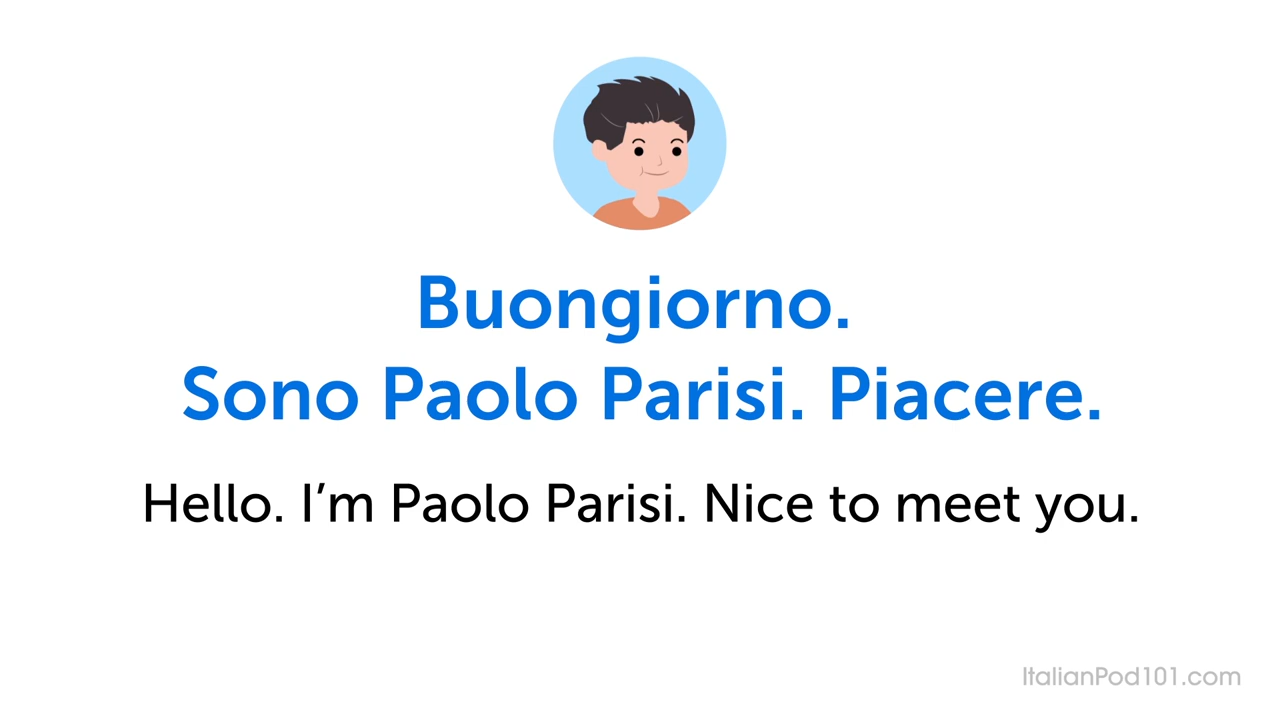 Buongiorno.
Sono Paolo Parisi. Piacere.
Hello. I’m Paolo Parisi. Nice to meet you.
ItalianPod101.com